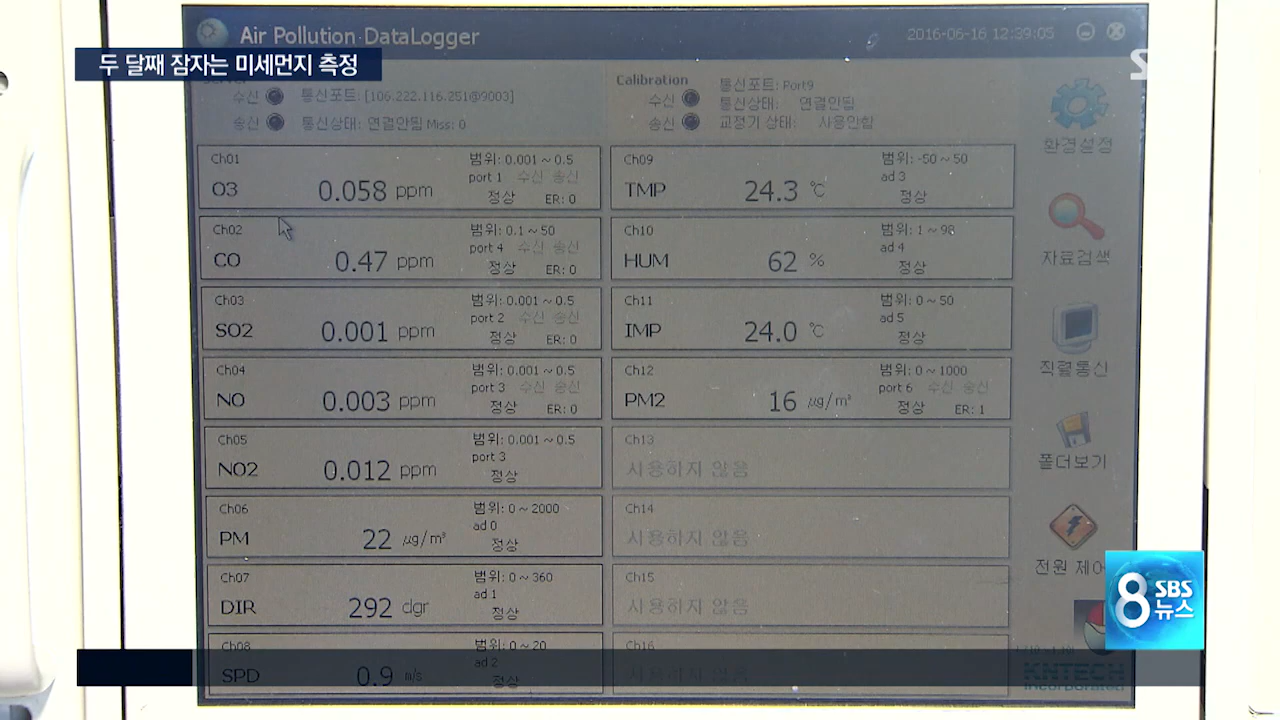 Air Pollution DataLogger
2016-06-16 12:39:05
두 달째 잠자는 미세먼지 측정
수신 통신포트: [106.222.116.251@9003]
송신 통신상태: 연결안됨 Miss: 0
Calibration
통신포트: Port9
수신 통신상태: 연결안됨
송신 교정기 상태: 사용안함
Ch01 범위: 0.001 ~ 0.5
O3 0.058 ppm port 1 수신 송신
정상 ER: 0
Ch02 범위: 0.1 ~ 50
CO 0.47 ppm port 4 수신 송신
정상 ER: 0
Ch03 범위: 0.001 ~ 0.5
SO2 0.001 ppm port 2 수신 송신
정상 ER: 0
Ch04 범위: 0.001 ~ 0.5
NO 0.003 ppm port 3 수신 송신
정상 ER: 0
Ch05 범위: 0.001 ~ 0.5
NO2 0.012 ppm port 3
정상
Ch06 범위: 0 ~ 2000
PM 22 μg/m³ ad 0
정상
Ch07 범위: 0 ~ 360
DIR 292 dgr ad 1
정상
Ch08 범위: 0 ~ 20
SPD 0.9 m/s ad 2
정상
Ch09 범위: -50 ~ 50
TMP 24.3 ℃ ad 3
정상
Ch10 범위: 1 ~ 98
HUM 62 % ad 4
정상
Ch11 범위: 0 ~ 50
IMP 24.0 ℃ ad 5
정상
Ch12 범위: 0 ~ 1000
PM2 16 μg/m³ port 6 수신 송신
정상 ER: 1
Ch13
사용하지 않음
Ch14
사용하지 않음
Ch15
사용하지 않음
Ch16
사용하지 않음
환경설정
자료검색
직렬통신
폴더보기
전원 제어
KNTECH
Incorporated
8 SBS
뉴스